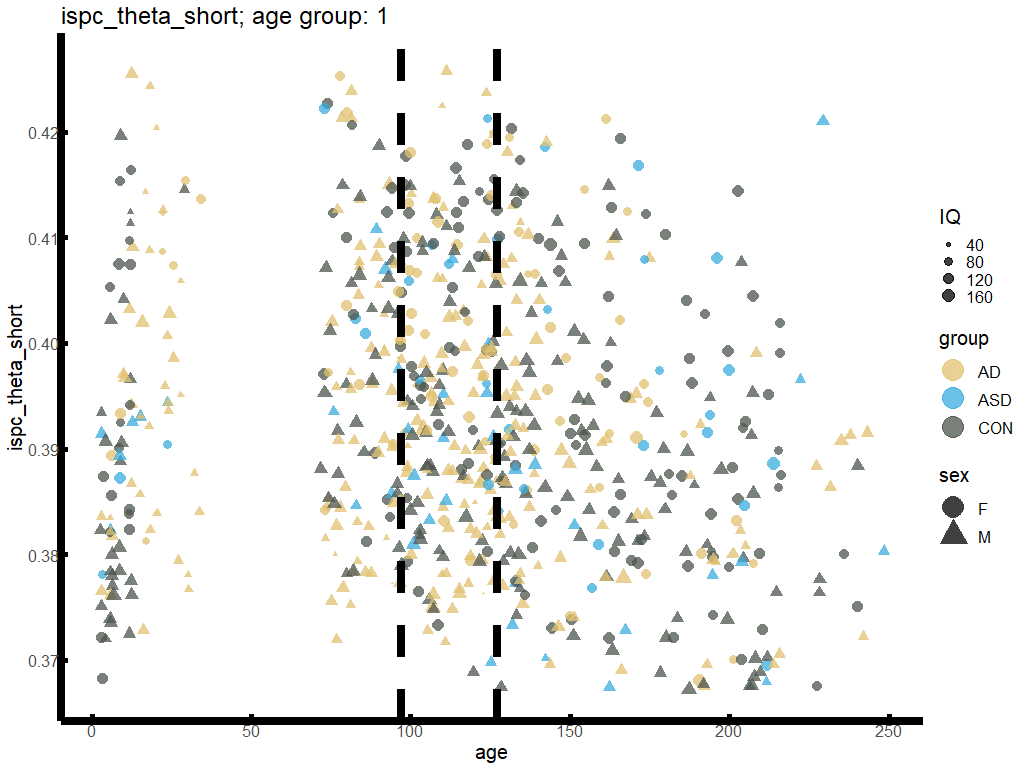 ispc_theta_short; age group: 1
ispc_theta_short
0.42
0.41
0.40
0.39
0.38
0.37
0
50
100
150
200
250
age
IQ
40
80
120
160
group
AD
ASD
CON
sex
F
M